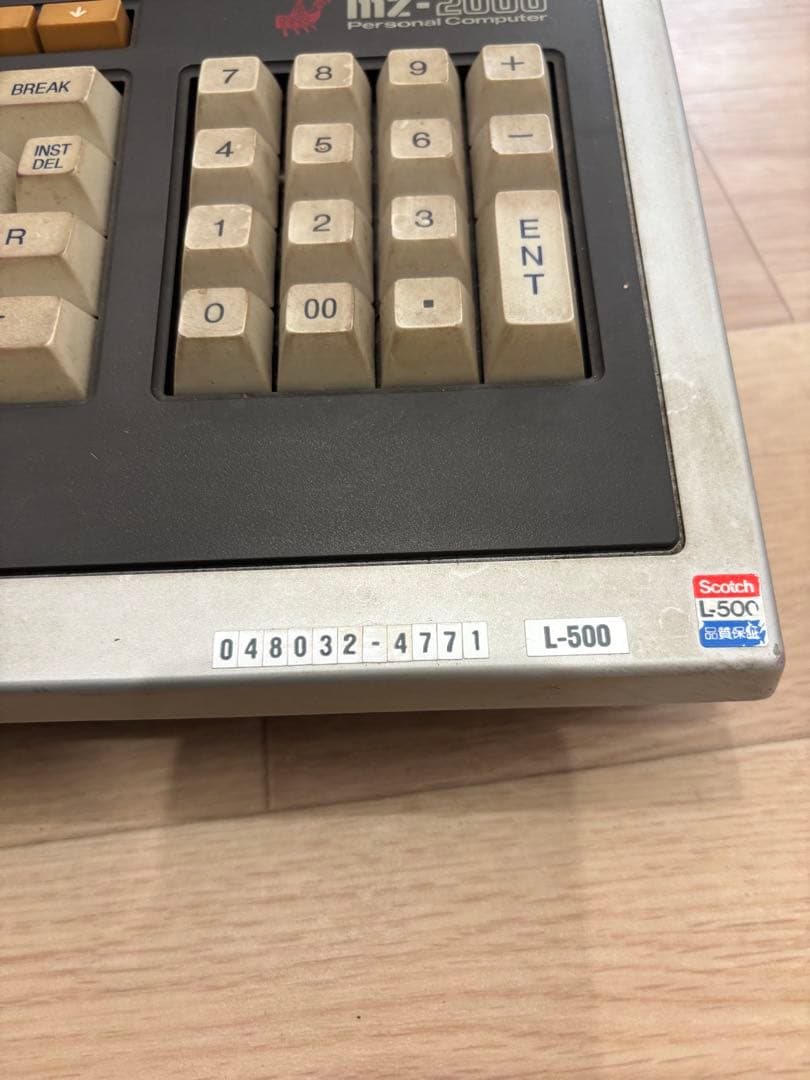 mz-2000
Personal Computer
↓
BREAK
7 8 9 +
INST
DEL
4 5 6 −
R
1 2 3 ENT
0 00 ▪
Scotch
L-500
品質保証
048032-4771
L-500